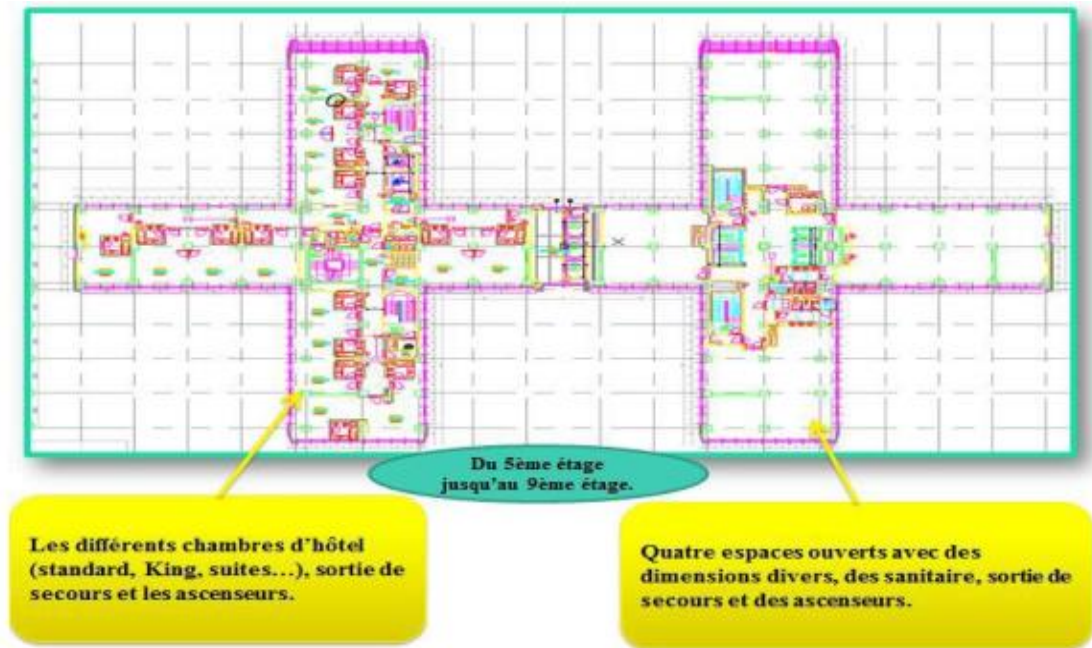 Du 5ème étage
jusqu'au 9ème étage.
Les différents chambres d'hôtel
(standard, King, suites…), sortie de
secours et les ascenseurs.
Quatre espaces ouverts avec des
dimensions divers, des sanitaire, sortie de
secours et des ascenseurs.